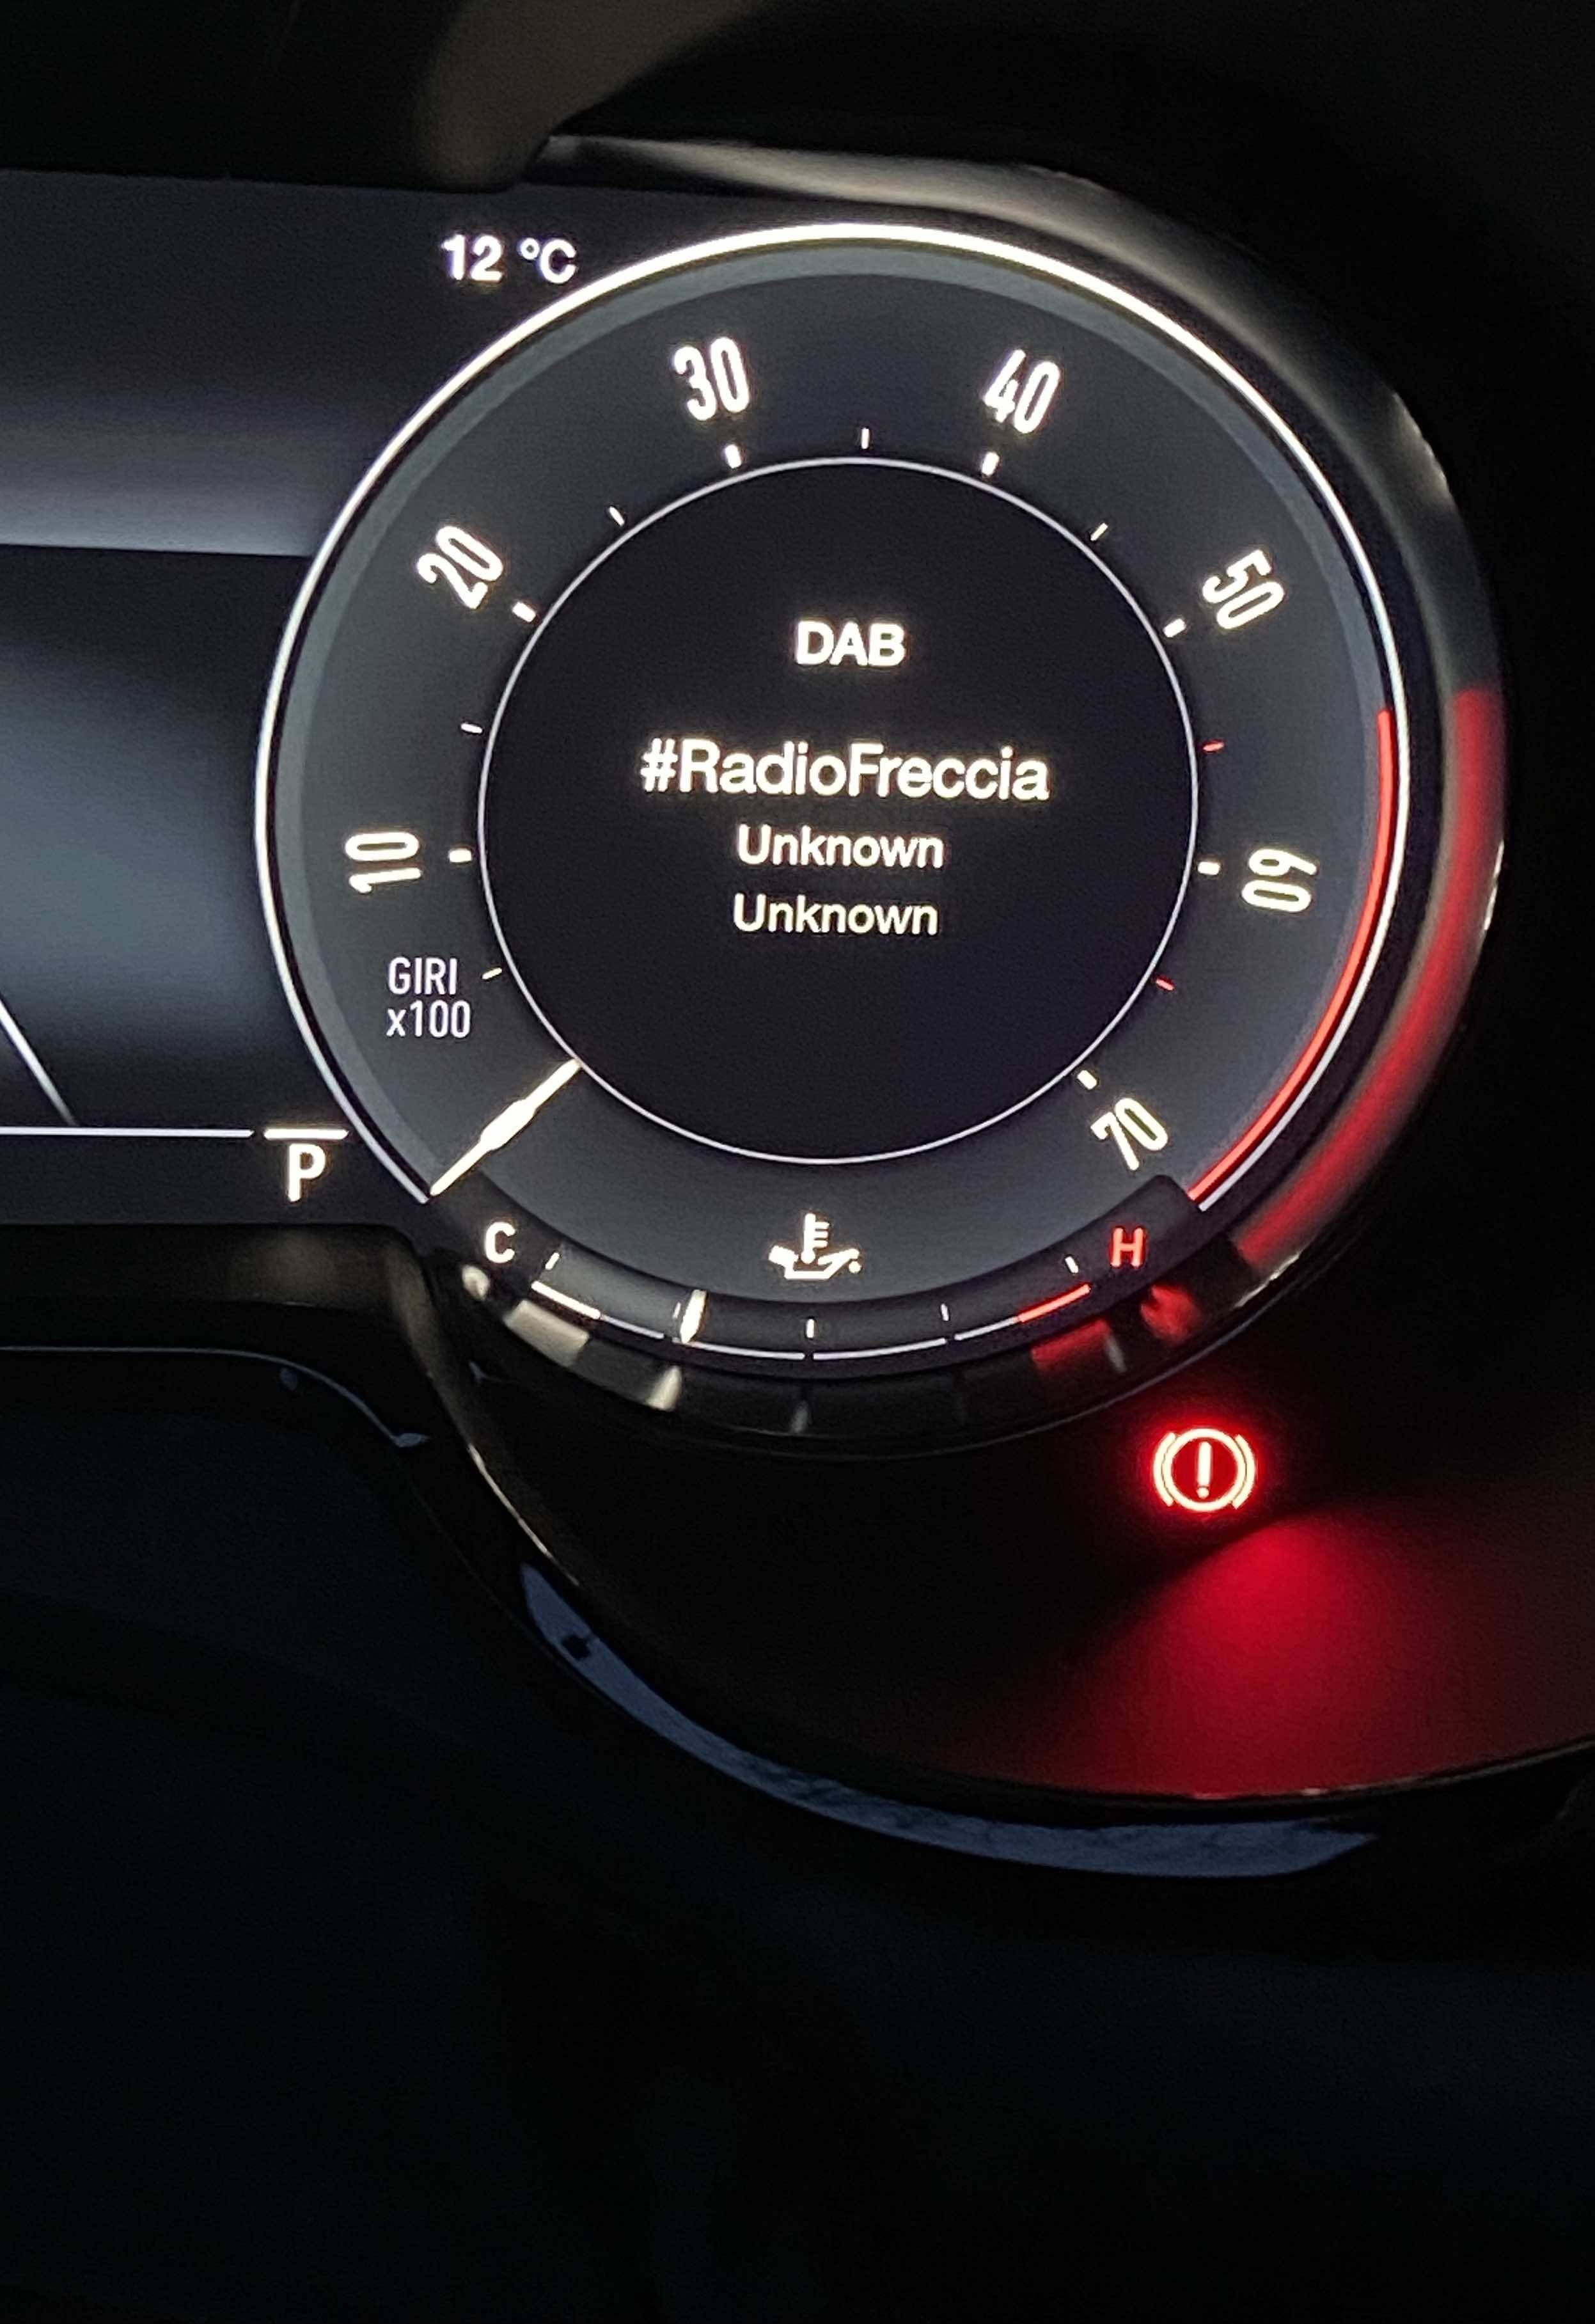 12 °C
30
40
20
50
DAB
#RadioFreccia
10
Unknown
60
Unknown
GIRI
x100
70
P
C
H
!